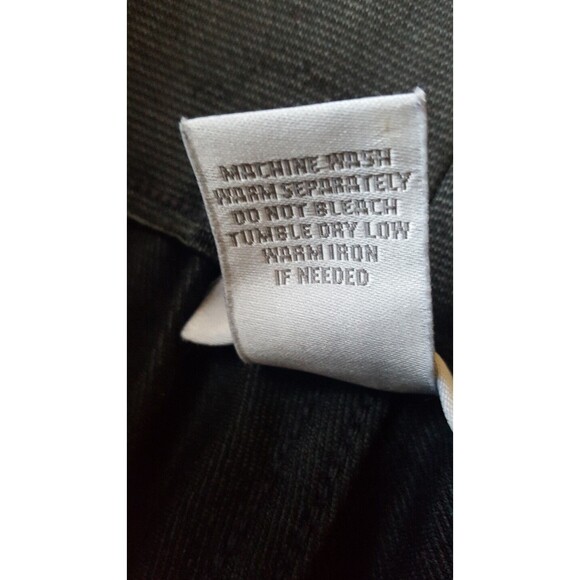 MACHINE WASH
WARM SEPARATELY
DO NOT BLEACH
TUMBLE DRY LOW
WARM IRON
IF NEEDED